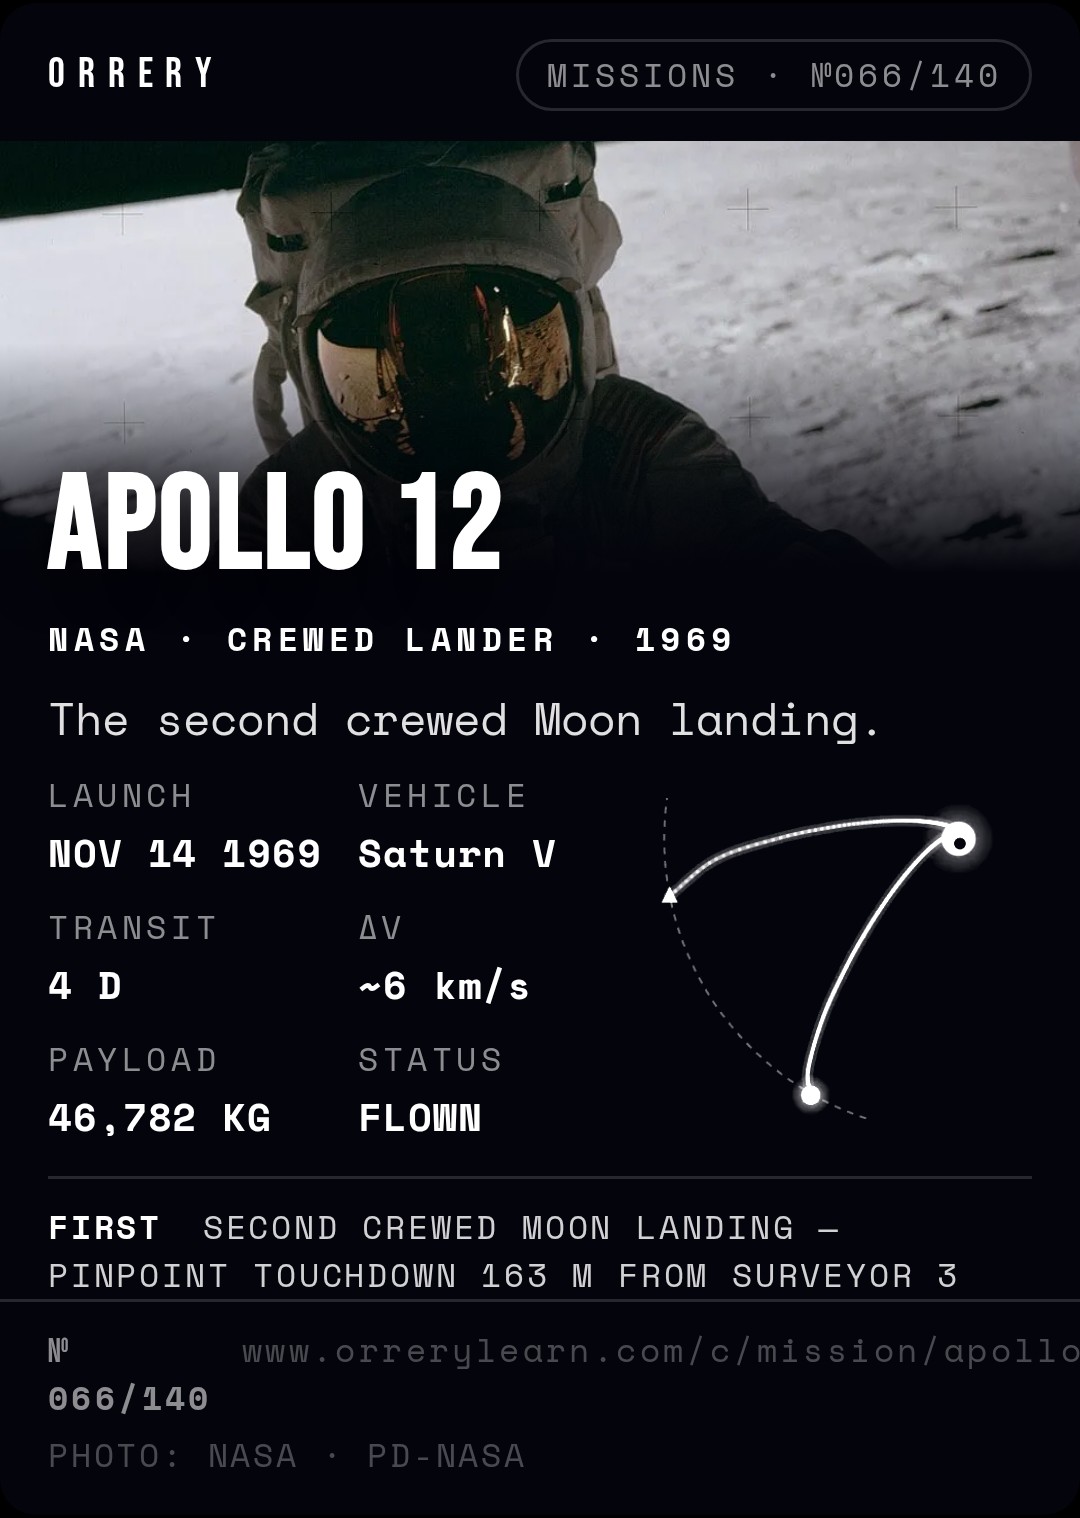 ORRERY
MISSIONS · №066/140
APOLLO 12
NASA · CREWED LANDER · 1969
The second crewed Moon landing.
LAUNCH VEHICLE
NOV 14 1969 Saturn V
TRANSIT ΔV
4 D ~6 km/s
PAYLOAD STATUS
46,782 KG FLOWN
FIRST SECOND CREWED MOON LANDING —
PINPOINT TOUCHDOWN 163 M FROM SURVEYOR 3
№ www.orrerylearn.com/c/mission/apollo
066/140
PHOTO: NASA · PD-NASA